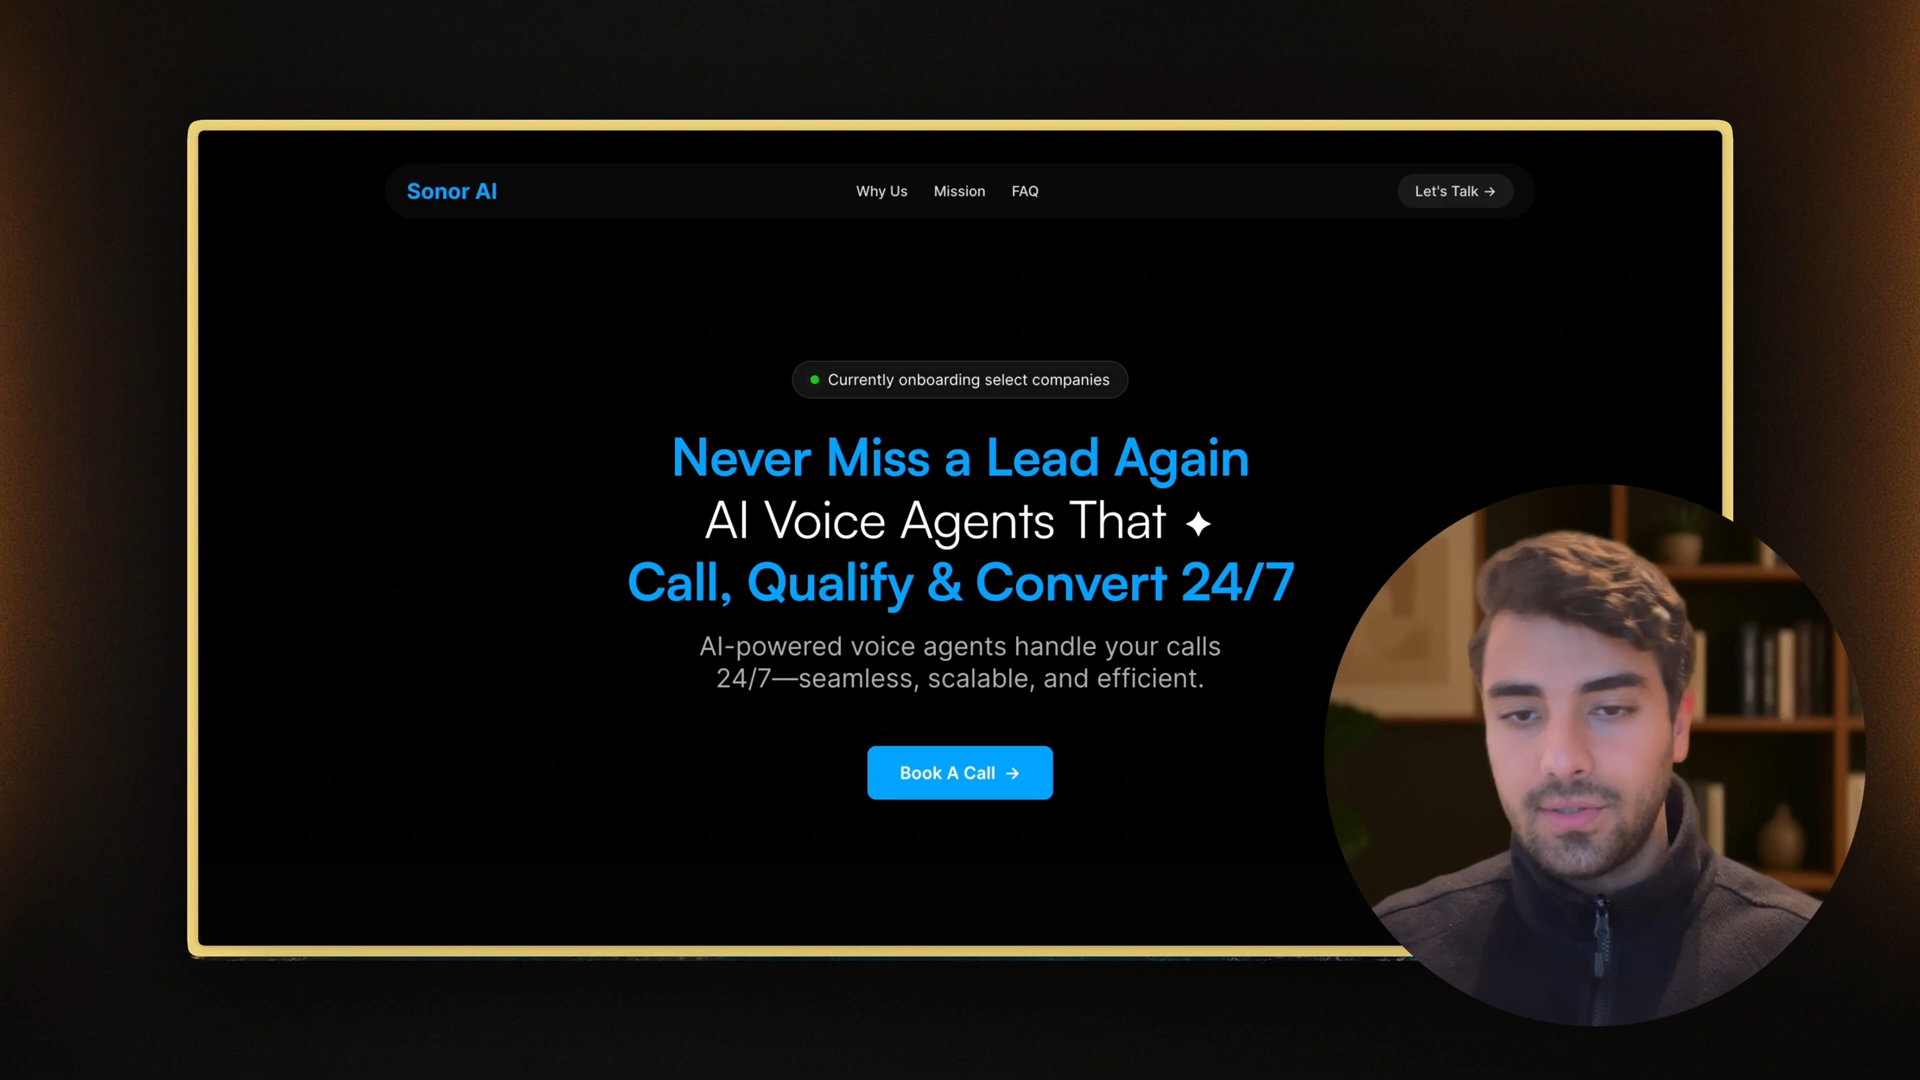 Sonor AI
Why Us
Mission
FAQ
Let's Talk →
Currently onboarding select companies
Never Miss a Lead Again
AI Voice Agents That ✦
Call, Qualify & Convert 24/7
AI-powered voice agents handle your calls
24/7—seamless, scalable, and efficient.
Book A Call →